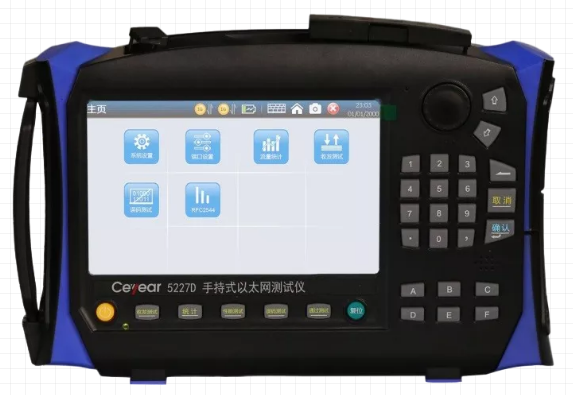 主页
23:03
01/01/2000
系统设置
端口设置
流量统计
收发测试
误码测试
RFC2544
1 2 3
4 5 6
7 8 9
· 0
取消
确认
A B C
D E F
Ceyear 5227D 手持式以太网测试仪
统计
复位